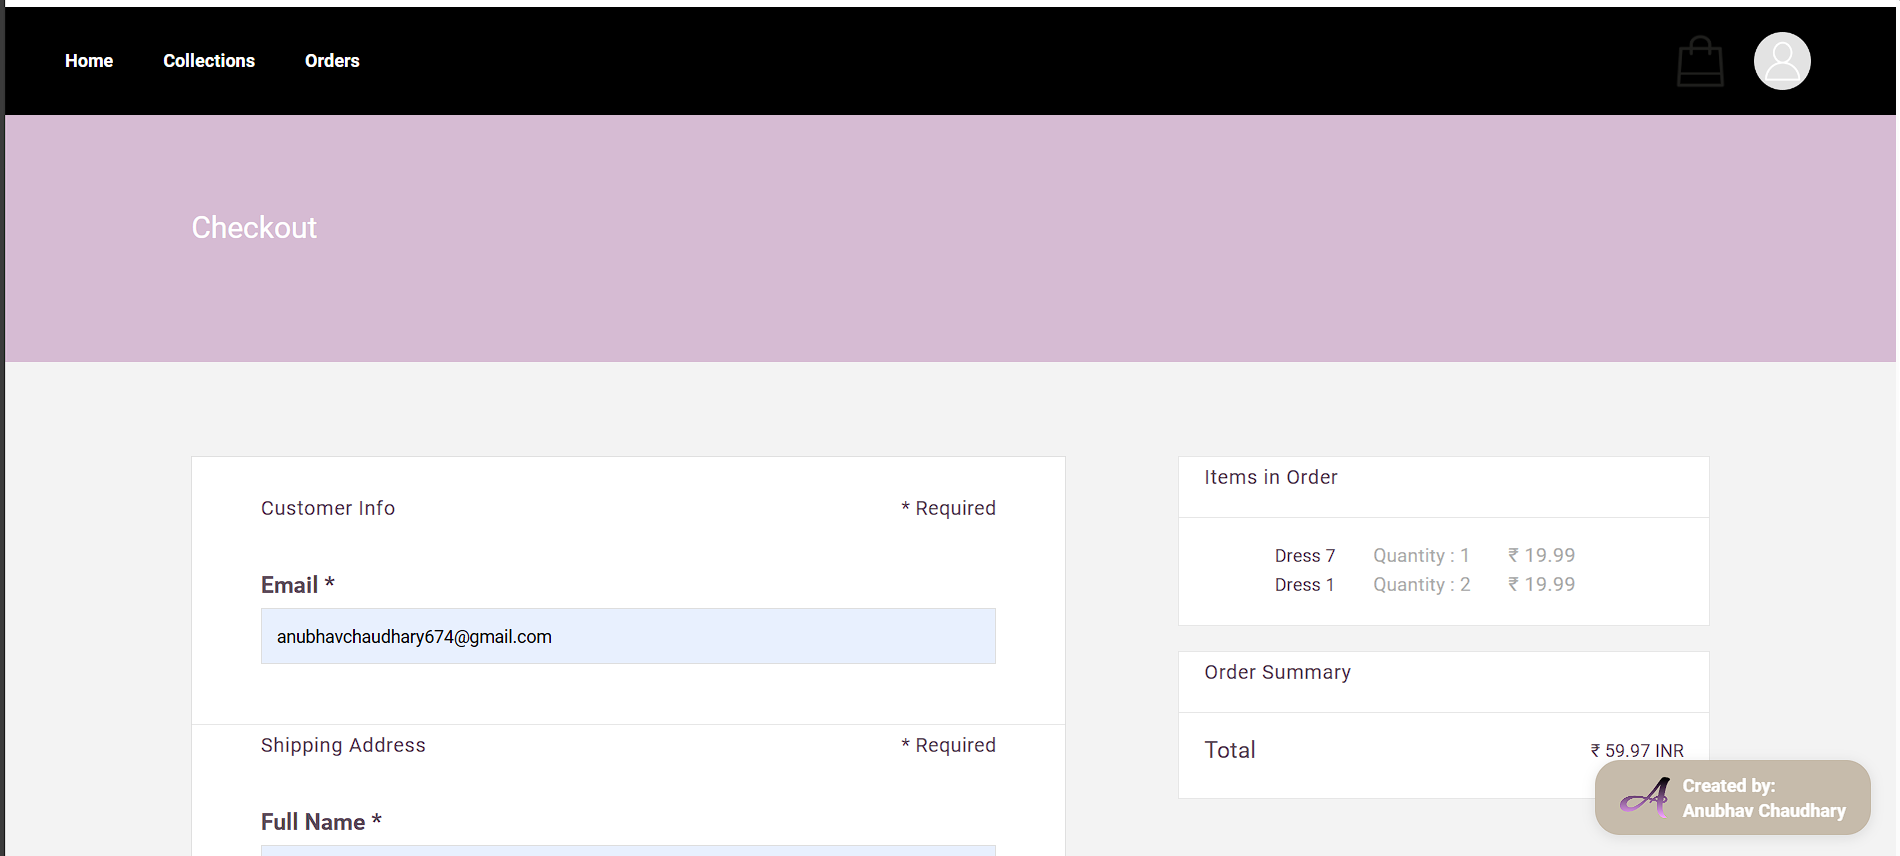 Home Collections Orders
Checkout
Customer Info * Required
Email *
anubhavchaudhary674@gmail.com
Shipping Address * Required
Full Name *
Items in Order
Dress 7 Quantity : 1 ₹ 19.99
Dress 1 Quantity : 2 ₹ 19.99
Order Summary
Total ₹ 59.97 INR
A Created by:
Anubhav Chaudhary